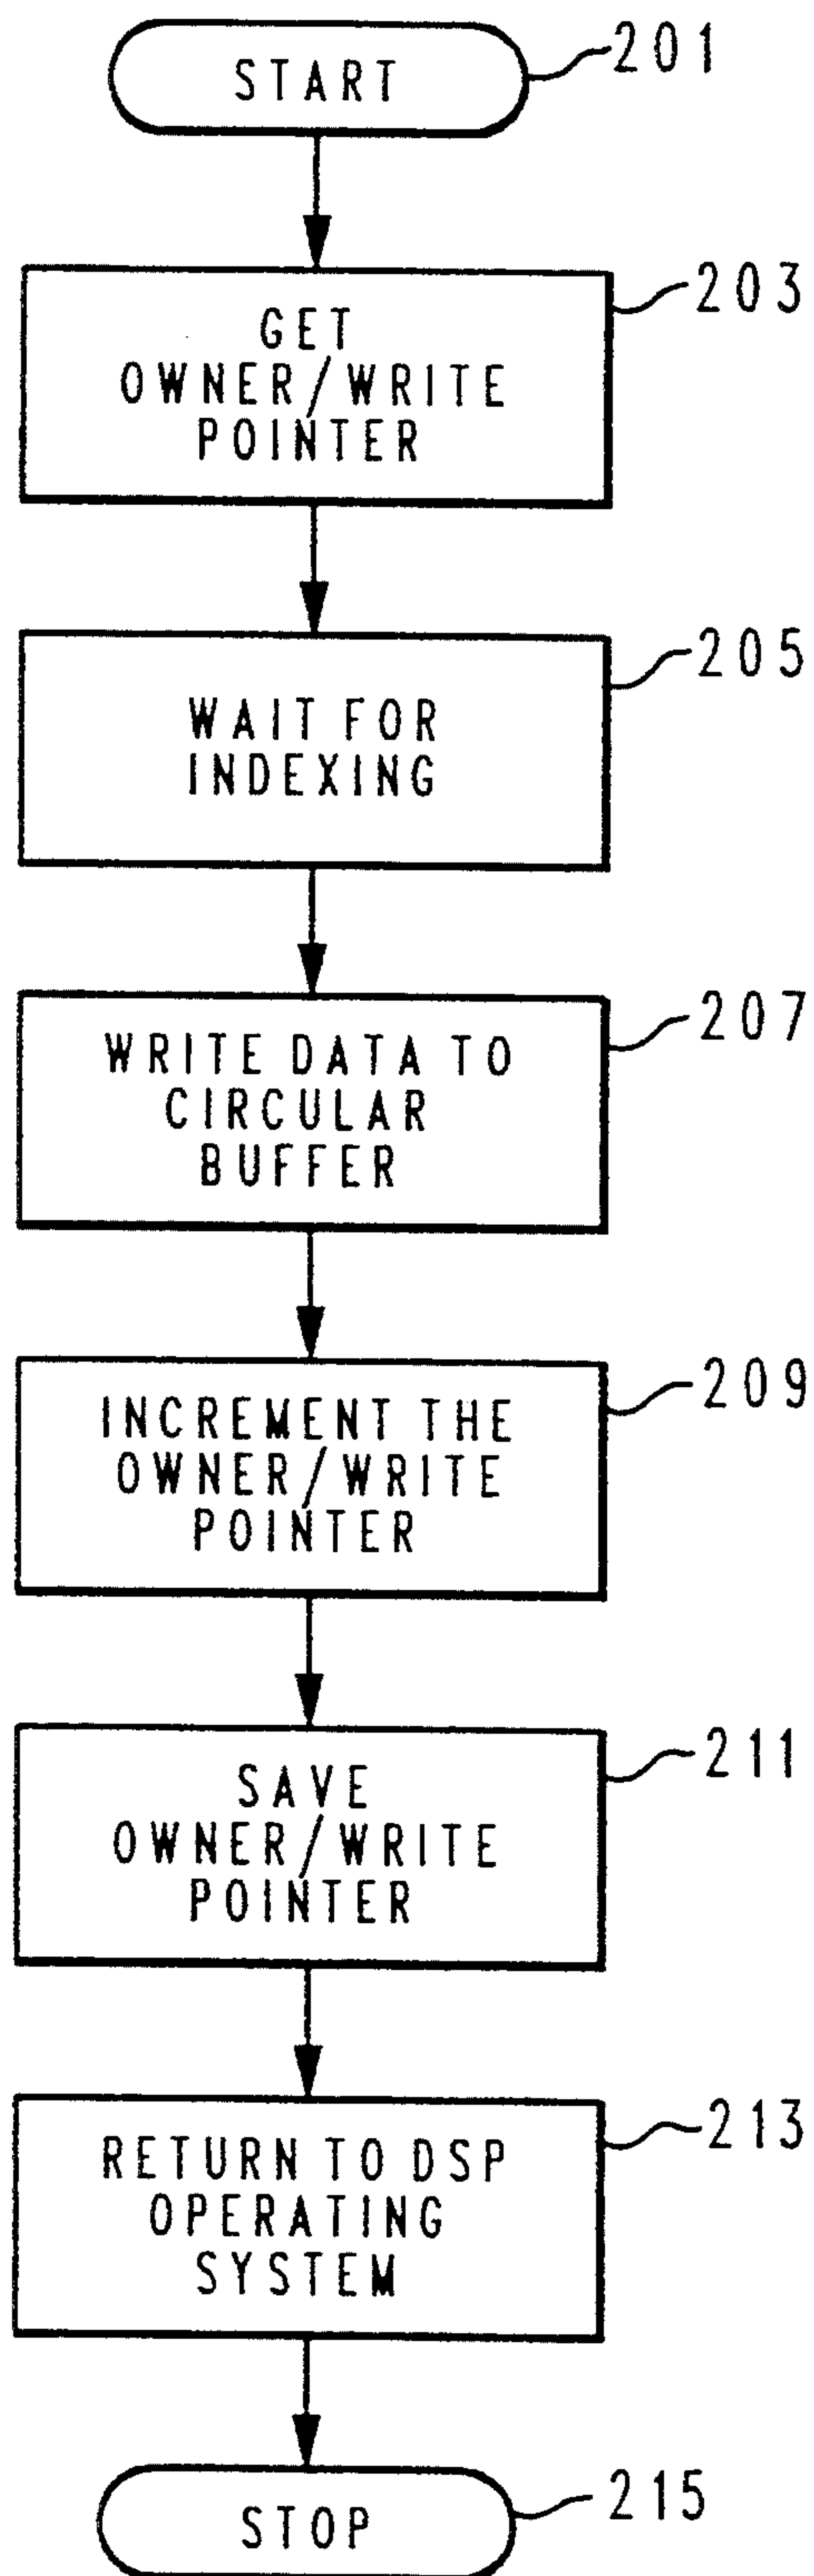 START
201
GET
OWNER/WRITE
POINTER
203
WAIT FOR
INDEXING
205
WRITE DATA TO
CIRCULAR
BUFFER
207
INCREMENT THE
OWNER/WRITE
POINTER
209
SAVE
OWNER/WRITE
POINTER
211
RETURN TO DSP
OPERATING
SYSTEM
213
STOP
215